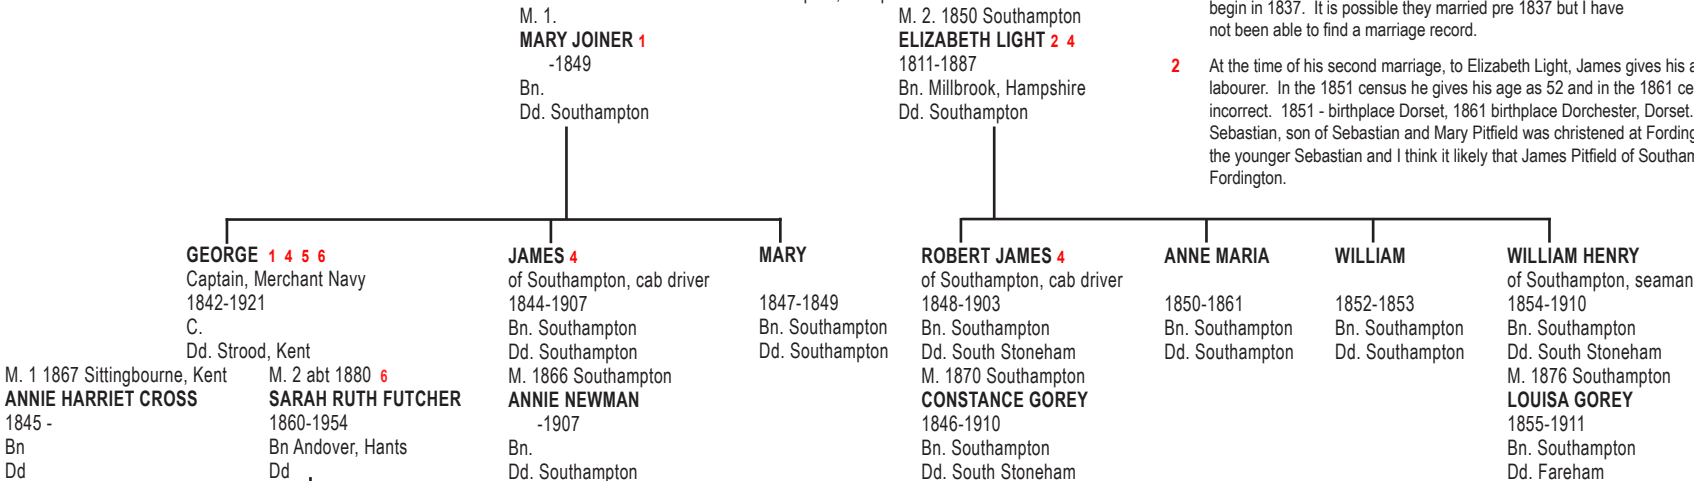 M. 1.
MARY JOINER 1
-1849
Bn.
Dd. Southampton
M. 2. 1850 Southampton
ELIZABETH LIGHT 2 4
1811-1887
Bn. Millbrook, Hampshire
Dd. Southampton
begin in 1837. It is possible they married pre 1837 but I have
not been able to find a marriage record.
2 At the time of his second marriage, to Elizabeth Light, James gives his
labourer. In the 1851 census he gives his age as 52 and in the 1861
incorrect. 1851 - birthplace Dorset, 1861 birthplace Dorchester, Dorset.
Sebastian, son of Sebastian and Mary Pitfield was christened at
the younger Sebastian and I think it likely that James Pitfield of
Fordington.
GEORGE 1 4 5 6
Captain, Merchant Navy
1842-1921
C.
Dd. Strood, Kent
M. 1 1867 Sittingbourne, Kent
ANNIE HARRIET CROSS
1845 -
Bn
Dd
M. 2 abt 1880 6
SARAH RUTH FUTCHER
1860-1954
Bn Andover, Hants
Dd
JAMES 4
of Southampton, cab driver
1844-1907
Bn. Southampton
Dd. Southampton
M. 1866 Southampton
ANNIE NEWMAN
-1907
Bn.
Dd. Southampton
MARY
1847-1849
Bn. Southampton
Dd. Southampton
ROBERT JAMES 4
of Southampton, cab driver
1848-1903
Bn. Southampton
Dd. South Stoneham
M. 1870 Southampton
CONSTANCE GOREY
1846-1910
Bn. Southampton
Dd. South Stoneham
ANNE MARIA
1850-1861
Bn. Southampton
Dd. Southampton
WILLIAM
1852-1853
Bn. Southampton
Dd. Southampton
WILLIAM HENRY
of Southampton, seaman
1854-1910
Bn. Southampton
Dd. South Stoneham
M. 1876 Southampton
LOUISA GOREY
1855-1911
Bn. Southampton
Dd. Fareham